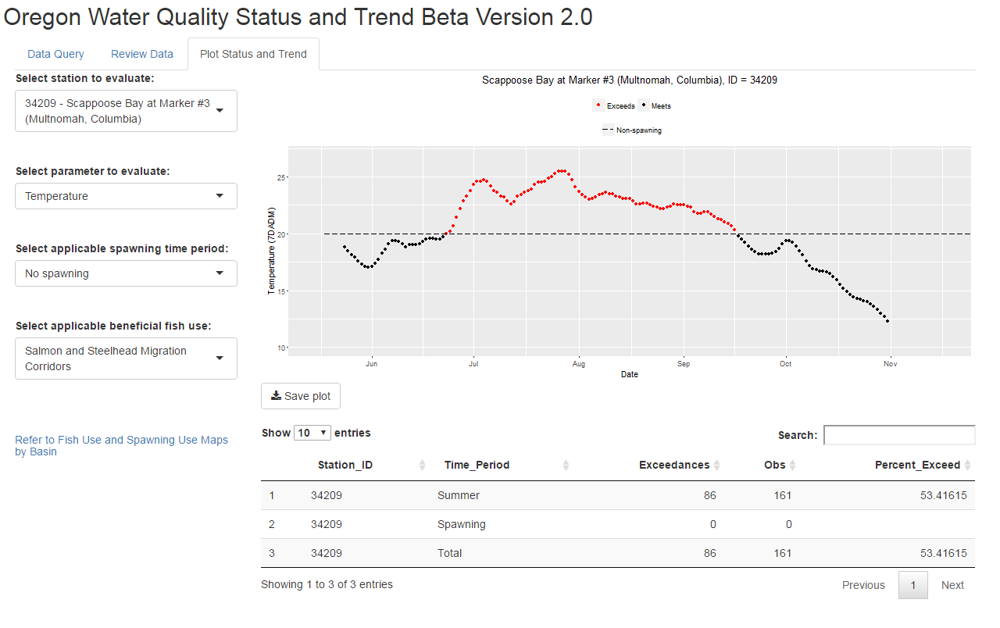 Oregon Water Quality Status and Trend Beta Version 2.0
Data Query Review Data Plot Status and Trend
Select station to evaluate:
34209 - Scappoose Bay at Marker #3
(Multnomah, Columbia)
Select parameter to evaluate:
Temperature
Select applicable spawning time period:
No spawning
Select applicable beneficial fish use:
Salmon and Steelhead Migration
Corridors
Refer to Fish Use and Spawning Use Maps
by Basin
Scappoose Bay at Marker #3 (Multnomah, Columbia), ID = 34209
Exceeds Meets
Non-spawning
Temperature (7DADM)
25
20
15
10
Jun Jul Aug Sep Oct Nov
Date
Save plot
Show 10 entries
Search:
Station_ID Time_Period Exceedances Obs Percent_Exceed
1 34209 Summer 86 161 53.41615
2 34209 Spawning 0 0
3 34209 Total 86 161 53.41615
Showing 1 to 3 of 3 entries
Previous 1 Next